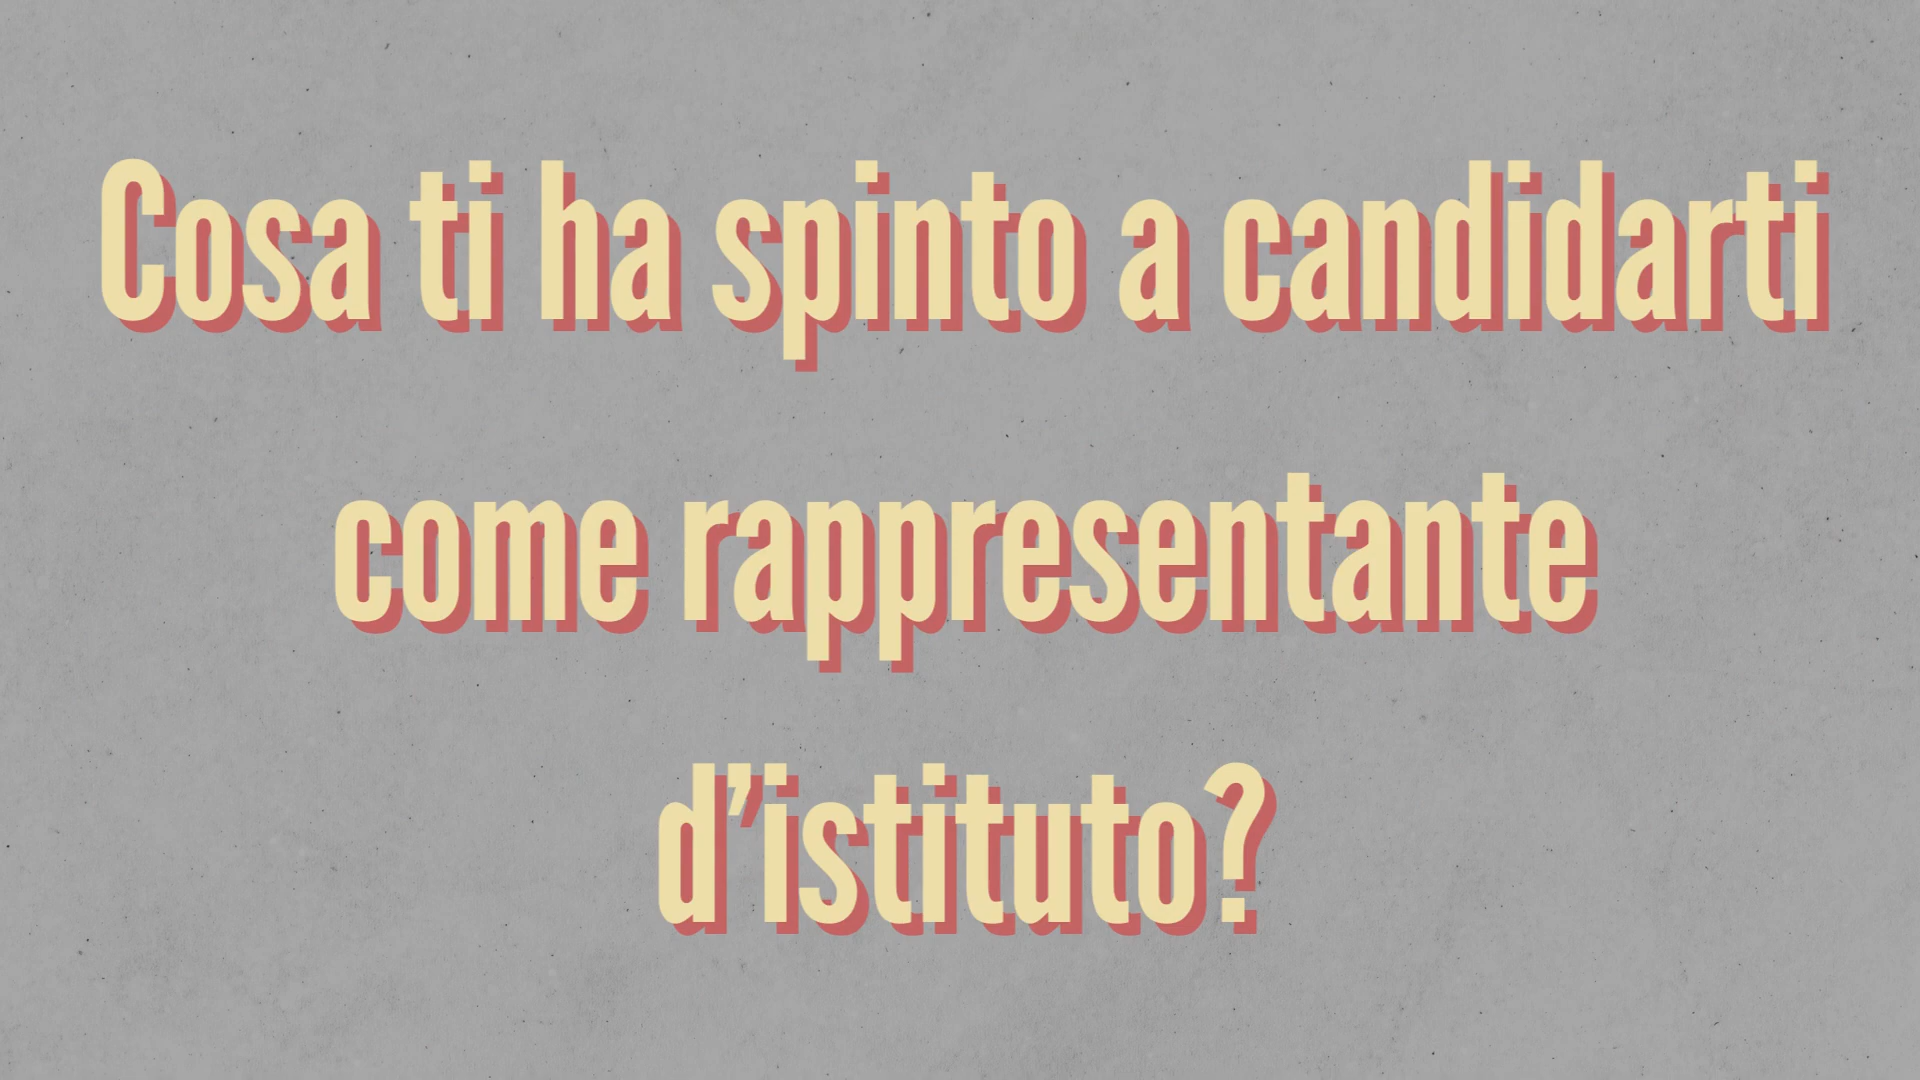 Cosa ti ha spinto a candidarti
come rappresentante
d’istituto?